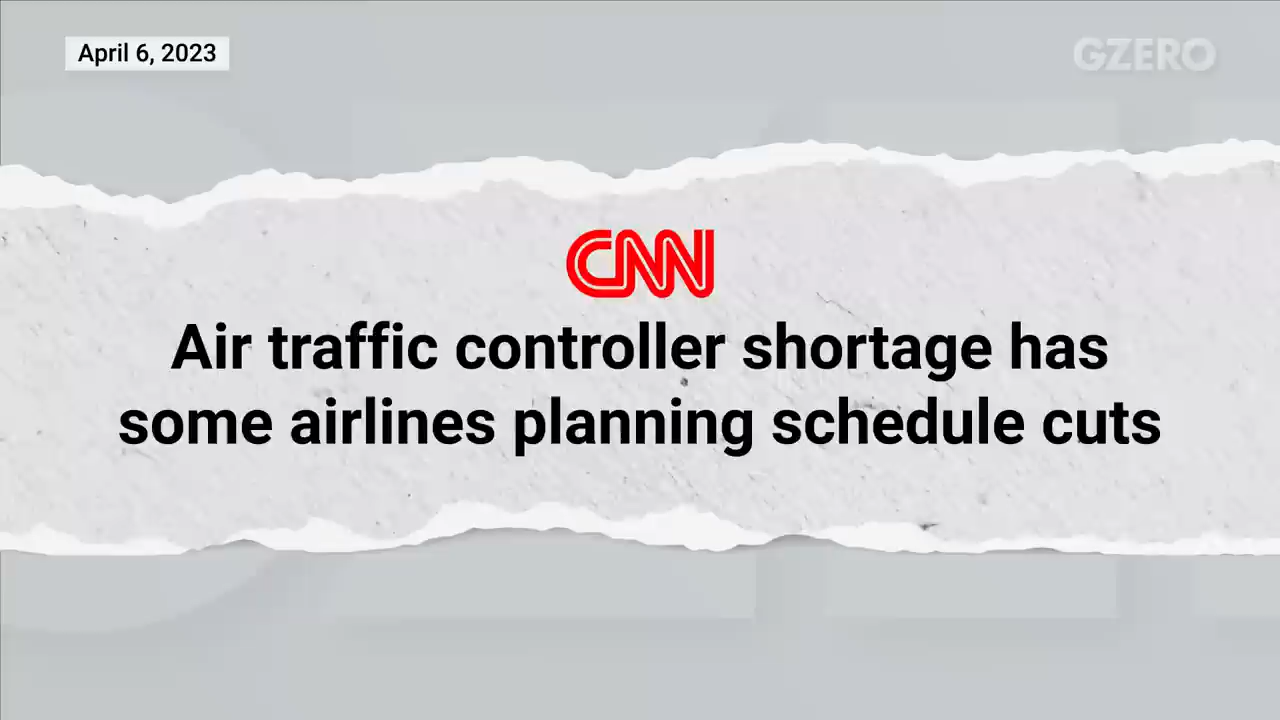 April 6, 2023
GZERO
CNN
Air traffic controller shortage has
some airlines planning schedule cuts